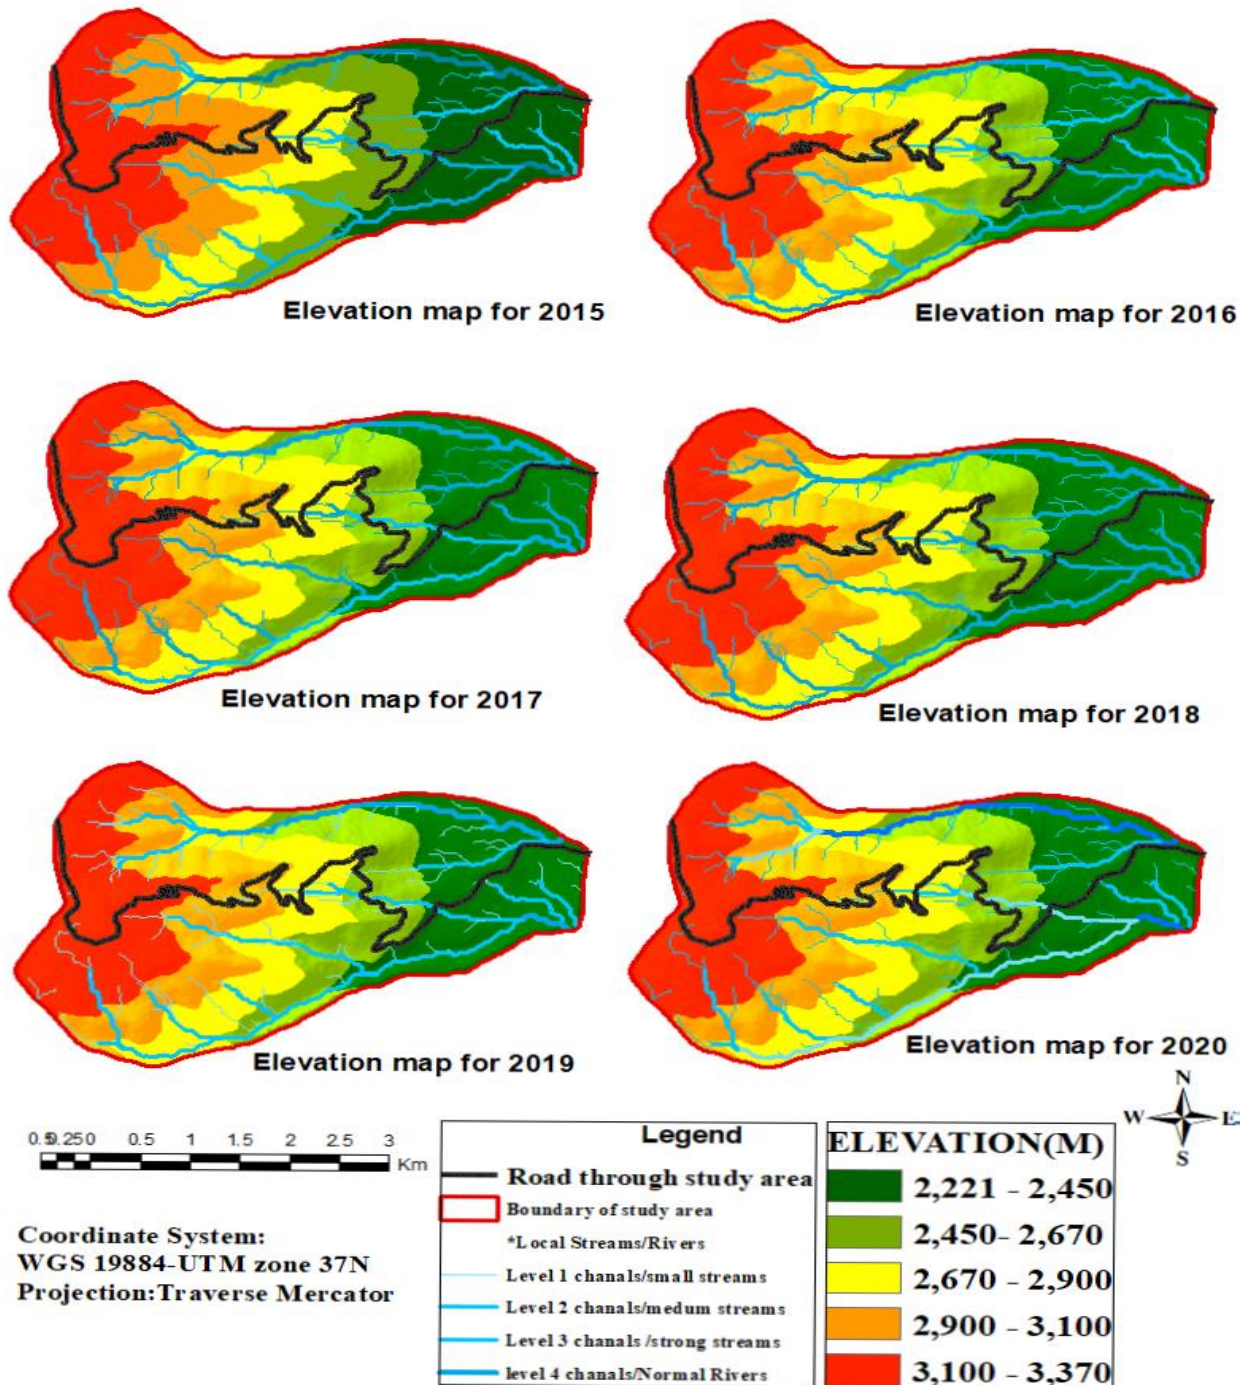 Elevation map for 2015
Elevation map for 2016
Elevation map for 2017
Elevation map for 2018
Elevation map for 2019
Elevation map for 2020
N
W E
S
0.5 0.25 0 0.5 1 1.5 2 2.5 3
Km
Coordinate System:
WGS 19884-UTM zone 37N
Projection:Traverse Mercator
Legend
Road through study area
Boundary of study area
*Local Streams/Rivers
Level 1 chanals/small streams
Level 2 chanals/medum streams
Level 3 chanals /strong streams
level 4 chanals/Normal Rivers
ELEVATION(M)
2,221 - 2,450
2,450- 2,670
2,670 - 2,900
2,900 - 3,100
3,100 - 3,370